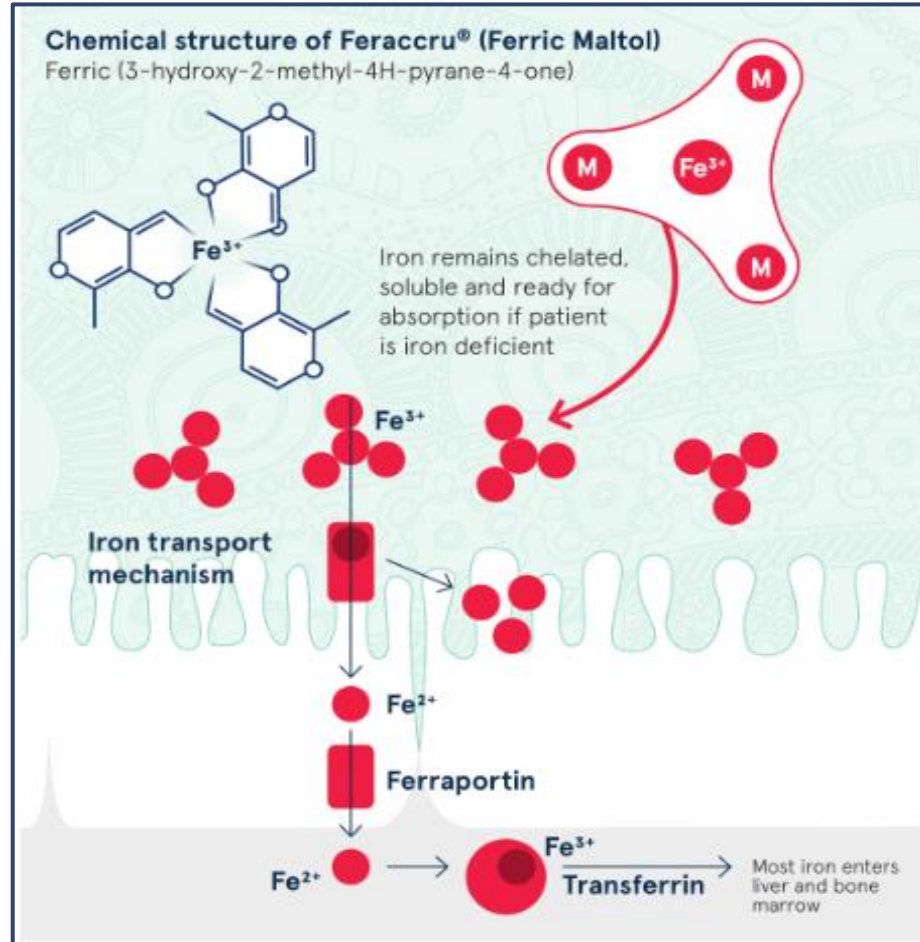 Chemical structure of Feraccru® (Ferric Maltol)
Ferric (3-hydroxy-2-methyl-4H-pyrane-4-one)
M
M
Fe³⁺
M
Fe³⁺
Iron remains chelated,
soluble and ready for
absorption if patient
is iron deficient
Fe³⁺
Iron transport
mechanism
Fe²⁺
Ferraportin
Fe²⁺
Fe³⁺
Transferrin
Most iron enters
liver and bone
marrow